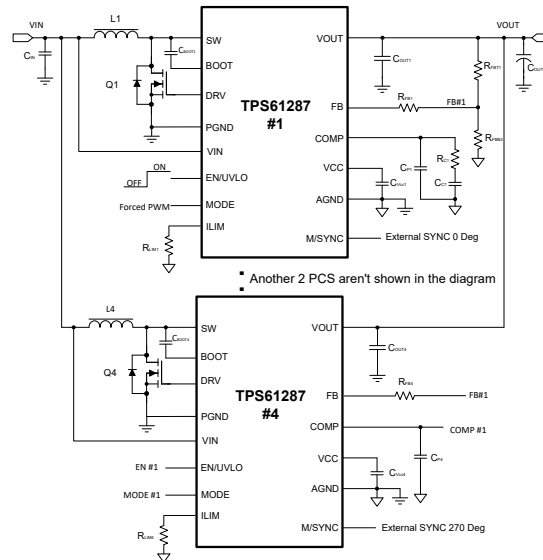 VIN
L1
VOUT
CIN
Q1
CBOOT1
SW
BOOT
DRV
PGND
VIN
EN/UVLO
MODE
ILIM
TPS61287
#1
VOUT
FB
COMP
VCC
AGND
M/SYNC
COUT1
COUT
RFBT1
RFB1
FB#1
RFBB2
RC1
CP1
CC1
ON
OFF
Forced PWM
RLIM1
External SYNC 0 Deg
Another 2 PCS aren't shown in the diagram
L4
Q4
CBOOT4
SW
BOOT
DRV
PGND
VIN
EN/UVLO
MODE
ILIM
TPS61287
#4
VOUT
FB
COMP
VCC
AGND
M/SYNC
COUT4
RFB4
FB#1
COMP #1
CP4
CVCC4
EN #1
MODE #1
External SYNC 270 Deg